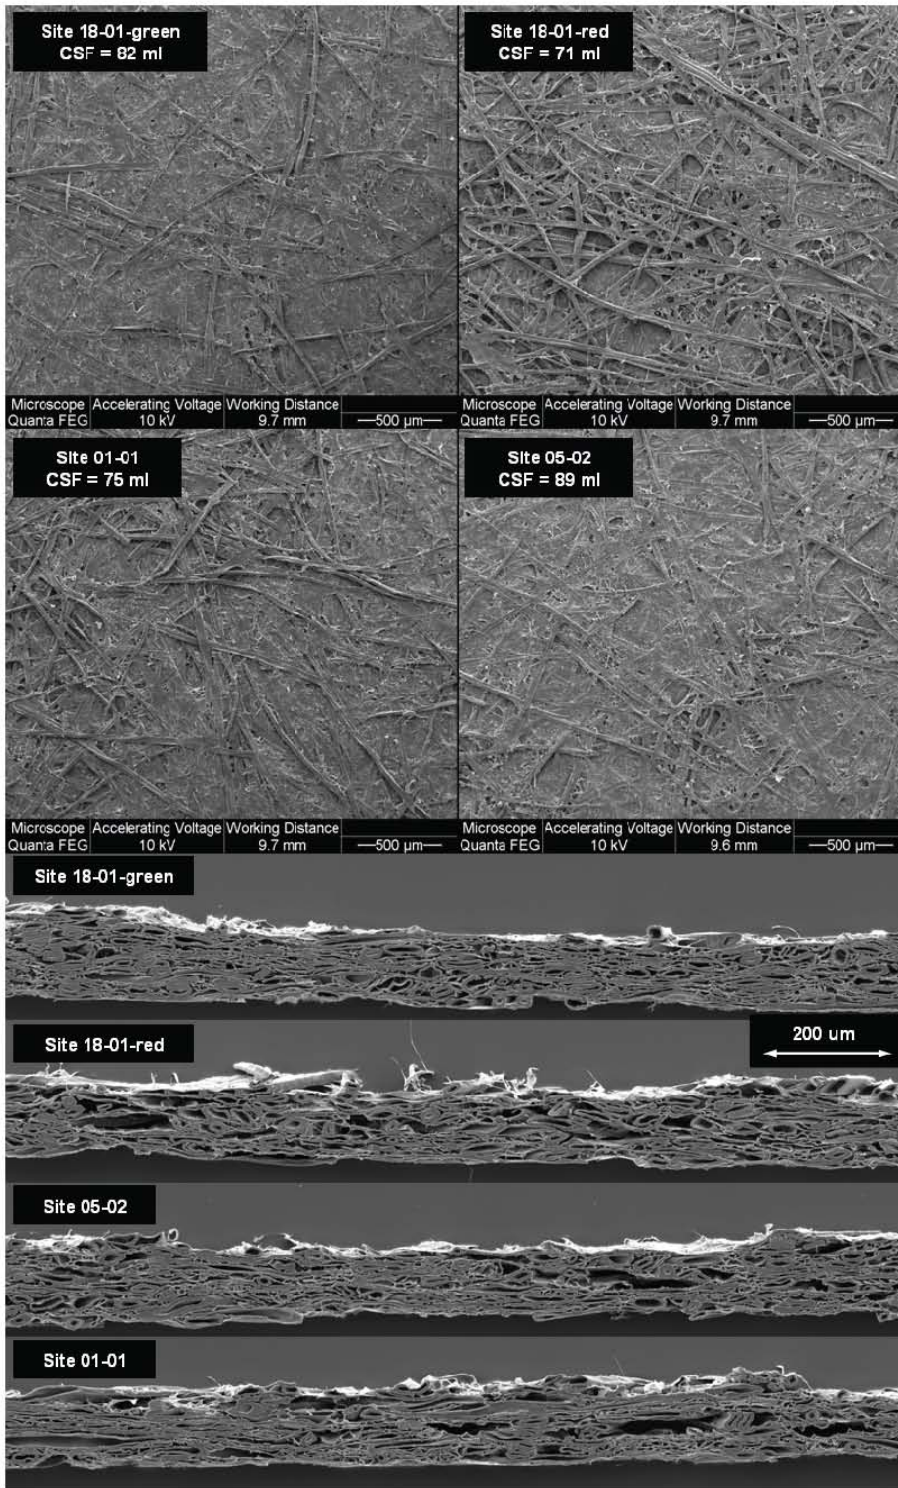 Site 18-01-green
CSF = 82 ml
Site 18-01-red
CSF = 71 ml
Microscope Accelerating Voltage Working Distance
Quanta FEG 10 kV 9.7 mm 500 µm
Microscope Accelerating Voltage Working Distance
Quanta FEG 10 kV 9.7 mm 500 µm
Site 01-01
CSF = 75 ml
Site 05-02
CSF = 89 ml
Microscope Accelerating Voltage Working Distance
Quanta FEG 10 kV 9.7 mm 500 µm
Microscope Accelerating Voltage Working Distance
Quanta FEG 10 kV 9.6 mm 500 µm
Site 18-01-green
Site 18-01-red
200 um
Site 05-02
Site 01-01